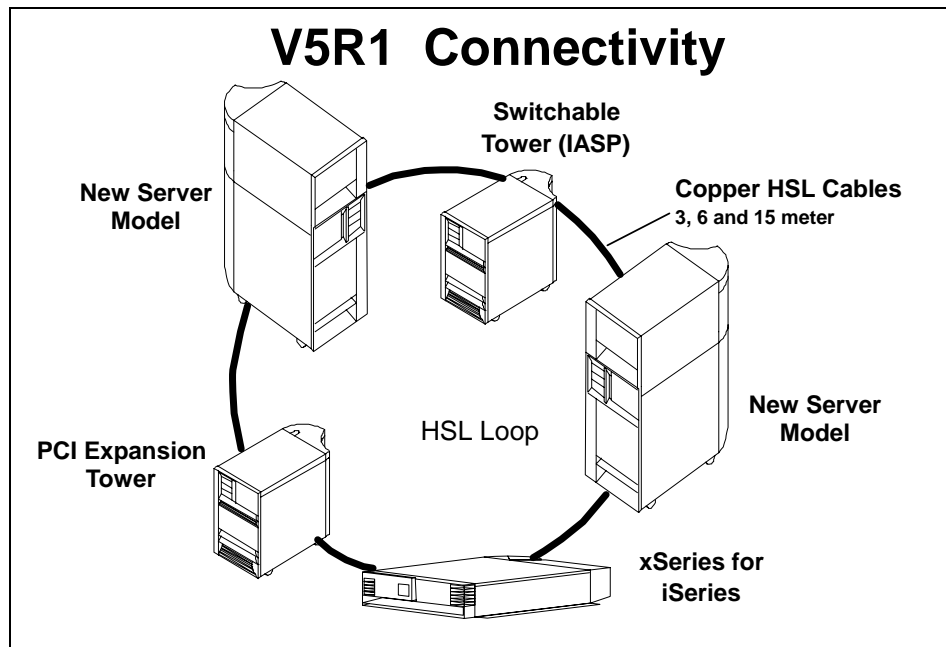 V5R1 Connectivity
Switchable
Tower (IASP)
New Server
Model
Copper HSL Cables
3, 6 and 15 meter
HSL Loop
New Server
Model
PCI Expansion
Tower
xSeries for
iSeries